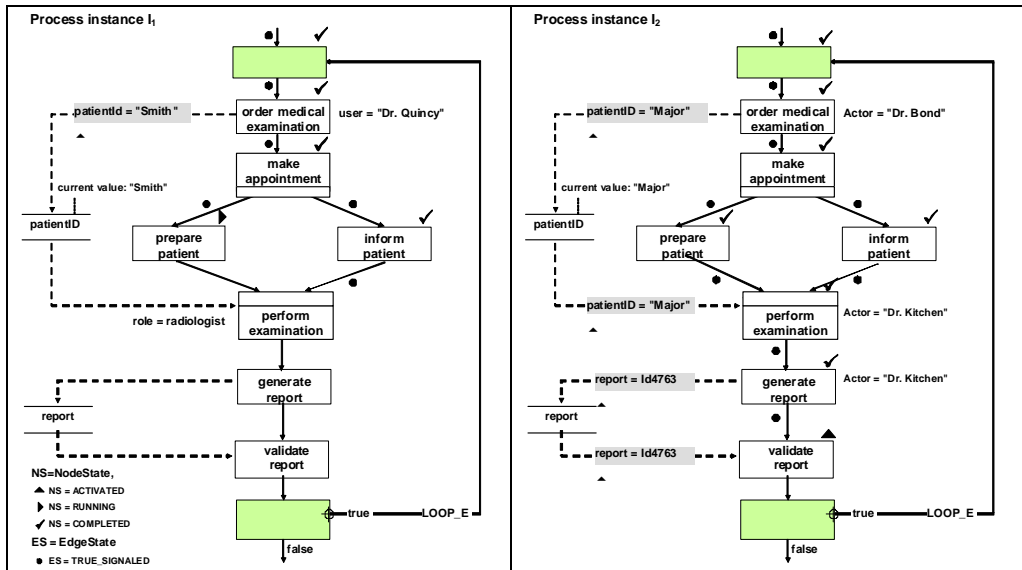 Process instance I₁
patientId = "Smith"
order medical
examination
user = "Dr. Quincy"
make
appointment
current value: "Smith"
patientID
prepare
patient
inform
patient
role = radiologist
perform
examination
generate
report
report
validate
report
NS=NodeState,
NS = ACTIVATED
NS = RUNNING
NS = COMPLETED
ES = EdgeState
ES = TRUE_SIGNALED
true
LOOP_E
false
Process instance I₂
patientID = "Major"
order medical
examination
Actor = "Dr. Bond"
make
appointment
current value: "Major"
patientID
prepare
patient
inform
patient
patientID = "Major"
perform
examination
Actor = "Dr. Kitchen"
report = Id4763
generate
report
Actor = "Dr. Kitchen"
report
report = Id4763
validate
report
true
LOOP_E
false